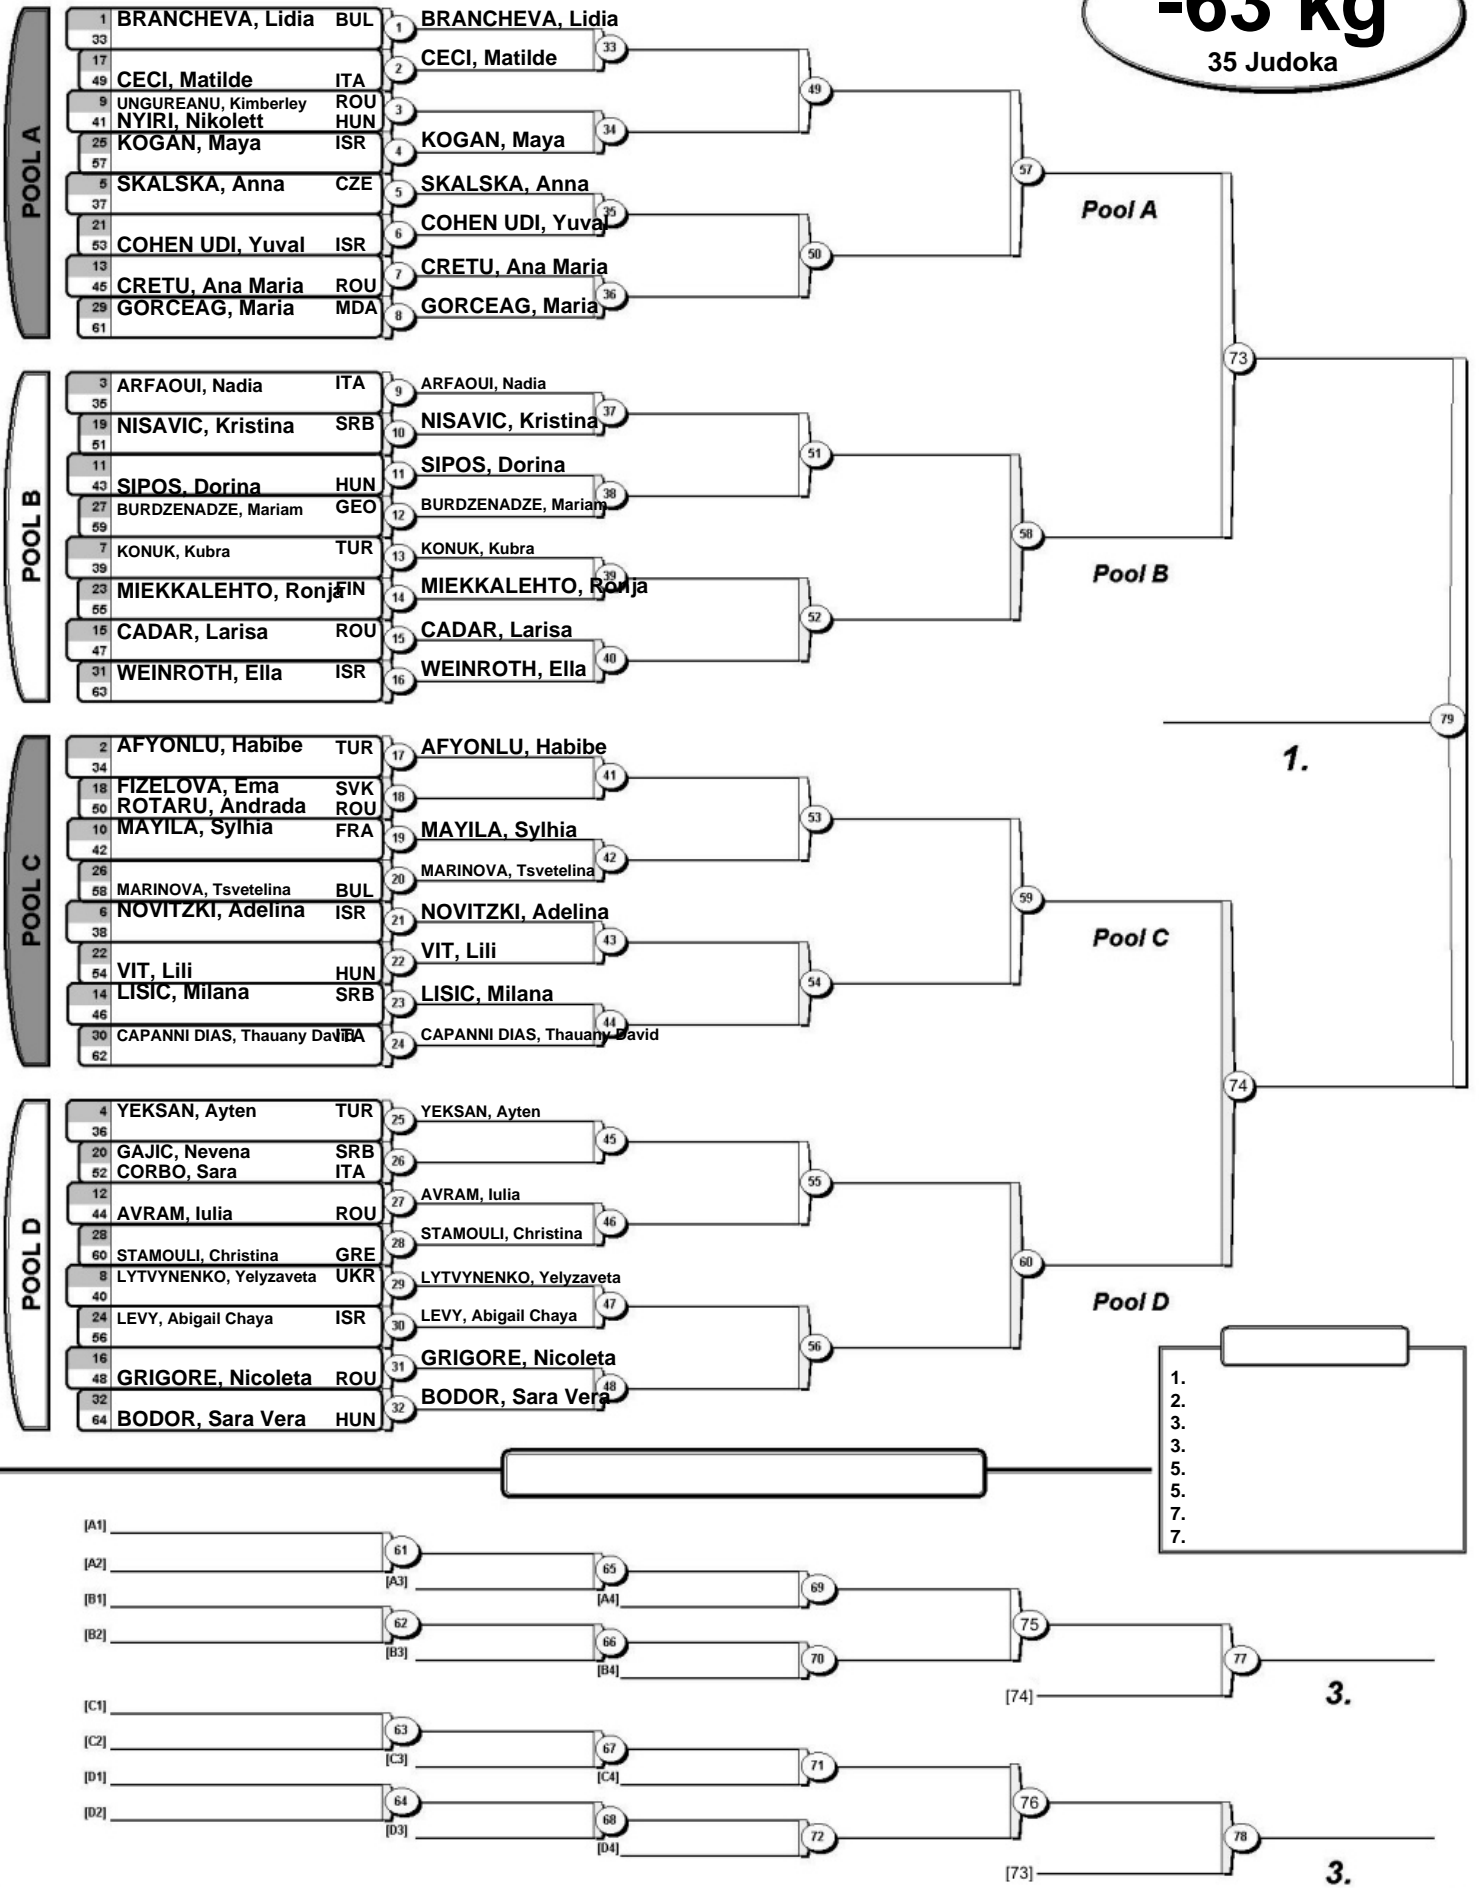 -63 kg
35 Judoka
POOL A
1 BRANCHEVA, Lidia BUL
33
17
49 CECI, Matilde ITA
9 UNGUREANU, Kimberley ROU
41 NYIRI, Nikolett HUN
25 KOGAN, Maya ISR
57
5 SKALSKA, Anna CZE
37
21
53 COHEN UDI, Yuval ISR
13
45 CRETU, Ana Maria ROU
29 GORCEAG, Maria MDA
61
1 2 3 4 5 6 7 8
BRANCHEVA, Lidia
CECI, Matilde
KOGAN, Maya
SKALSKA, Anna
COHEN UDI, Yuval
CRETU, Ana Maria
GORCEAG, Maria
33 34 35 36
49 50
57
Pool A
POOL B
3 ARFAOUI, Nadia ITA
35
19 NISAVIC, Kristina SRB
51
11
43 SIPOS, Dorina HUN
27 BURDZENADZE, Mariam GEO
59
7 KONUK, Kubra TUR
39
23 MIEKKALEHTO, Ronja FIN
55
15 CADAR, Larisa ROU
47
31 WEINROTH, Ella ISR
63
9 10 11 12 13 14 15 16
ARFAOUI, Nadia
NISAVIC, Kristina
SIPOS, Dorina
BURDZENADZE, Mariam
KONUK, Kubra
MIEKKALEHTO, Ronja
CADAR, Larisa
WEINROTH, Ella
37 38 39 40
51 52
58
Pool B
73
POOL C
2 AFYONLU, Habibe TUR
34
18 FIZELOVA, Ema SVK
50 ROTARU, Andrada ROU
10 MAYILA, Sylhia FRA
42
26
58 MARINOVA, Tsvetelina BUL
6 NOVITZKI, Adelina ISR
38
22
54 VIT, Lili HUN
14 LISIC, Milana SRB
46
30 CAPANNI DIAS, Thauany David ITA
62
17 18 19 20 21 22 23 24
AFYONLU, Habibe
MAYILA, Sylhia
MARINOVA, Tsvetelina
NOVITZKI, Adelina
VIT, Lili
LISIC, Milana
CAPANNI DIAS, Thauany David
41 42 43 44
53 54
59
Pool C
79
1.
POOL D
4 YEKSAN, Ayten TUR
36
20 GAJIC, Nevena SRB
52 CORBO, Sara ITA
12
44 AVRAM, Iulia ROU
28
60 STAMOULI, Christina GRE
8 LYTVYNENKO, Yelyzaveta UKR
40
24 LEVY, Abigail Chaya ISR
56
16
48 GRIGORE, Nicoleta ROU
32
64 BODOR, Sara Vera HUN
25 26 27 28 29 30 31 32
YEKSAN, Ayten
AVRAM, Iulia
STAMOULI, Christina
LYTVYNENKO, Yelyzaveta
LEVY, Abigail Chaya
GRIGORE, Nicoleta
BODOR, Sara Vera
45 46 47 48
55 56
60
Pool D
74
1.
2.
3.
3.
5.
5.
7.
7.
[A1]
61
[A2]
[A3]
65
[A4]
69
[B1]
62
[B2]
[B3]
66
[B4]
70
75
[74]
77
3.
[C1]
63
[C2]
[C3]
67
[C4]
71
[D1]
64
[D2]
[D3]
68
[D4]
72
76
[73]
78
3.